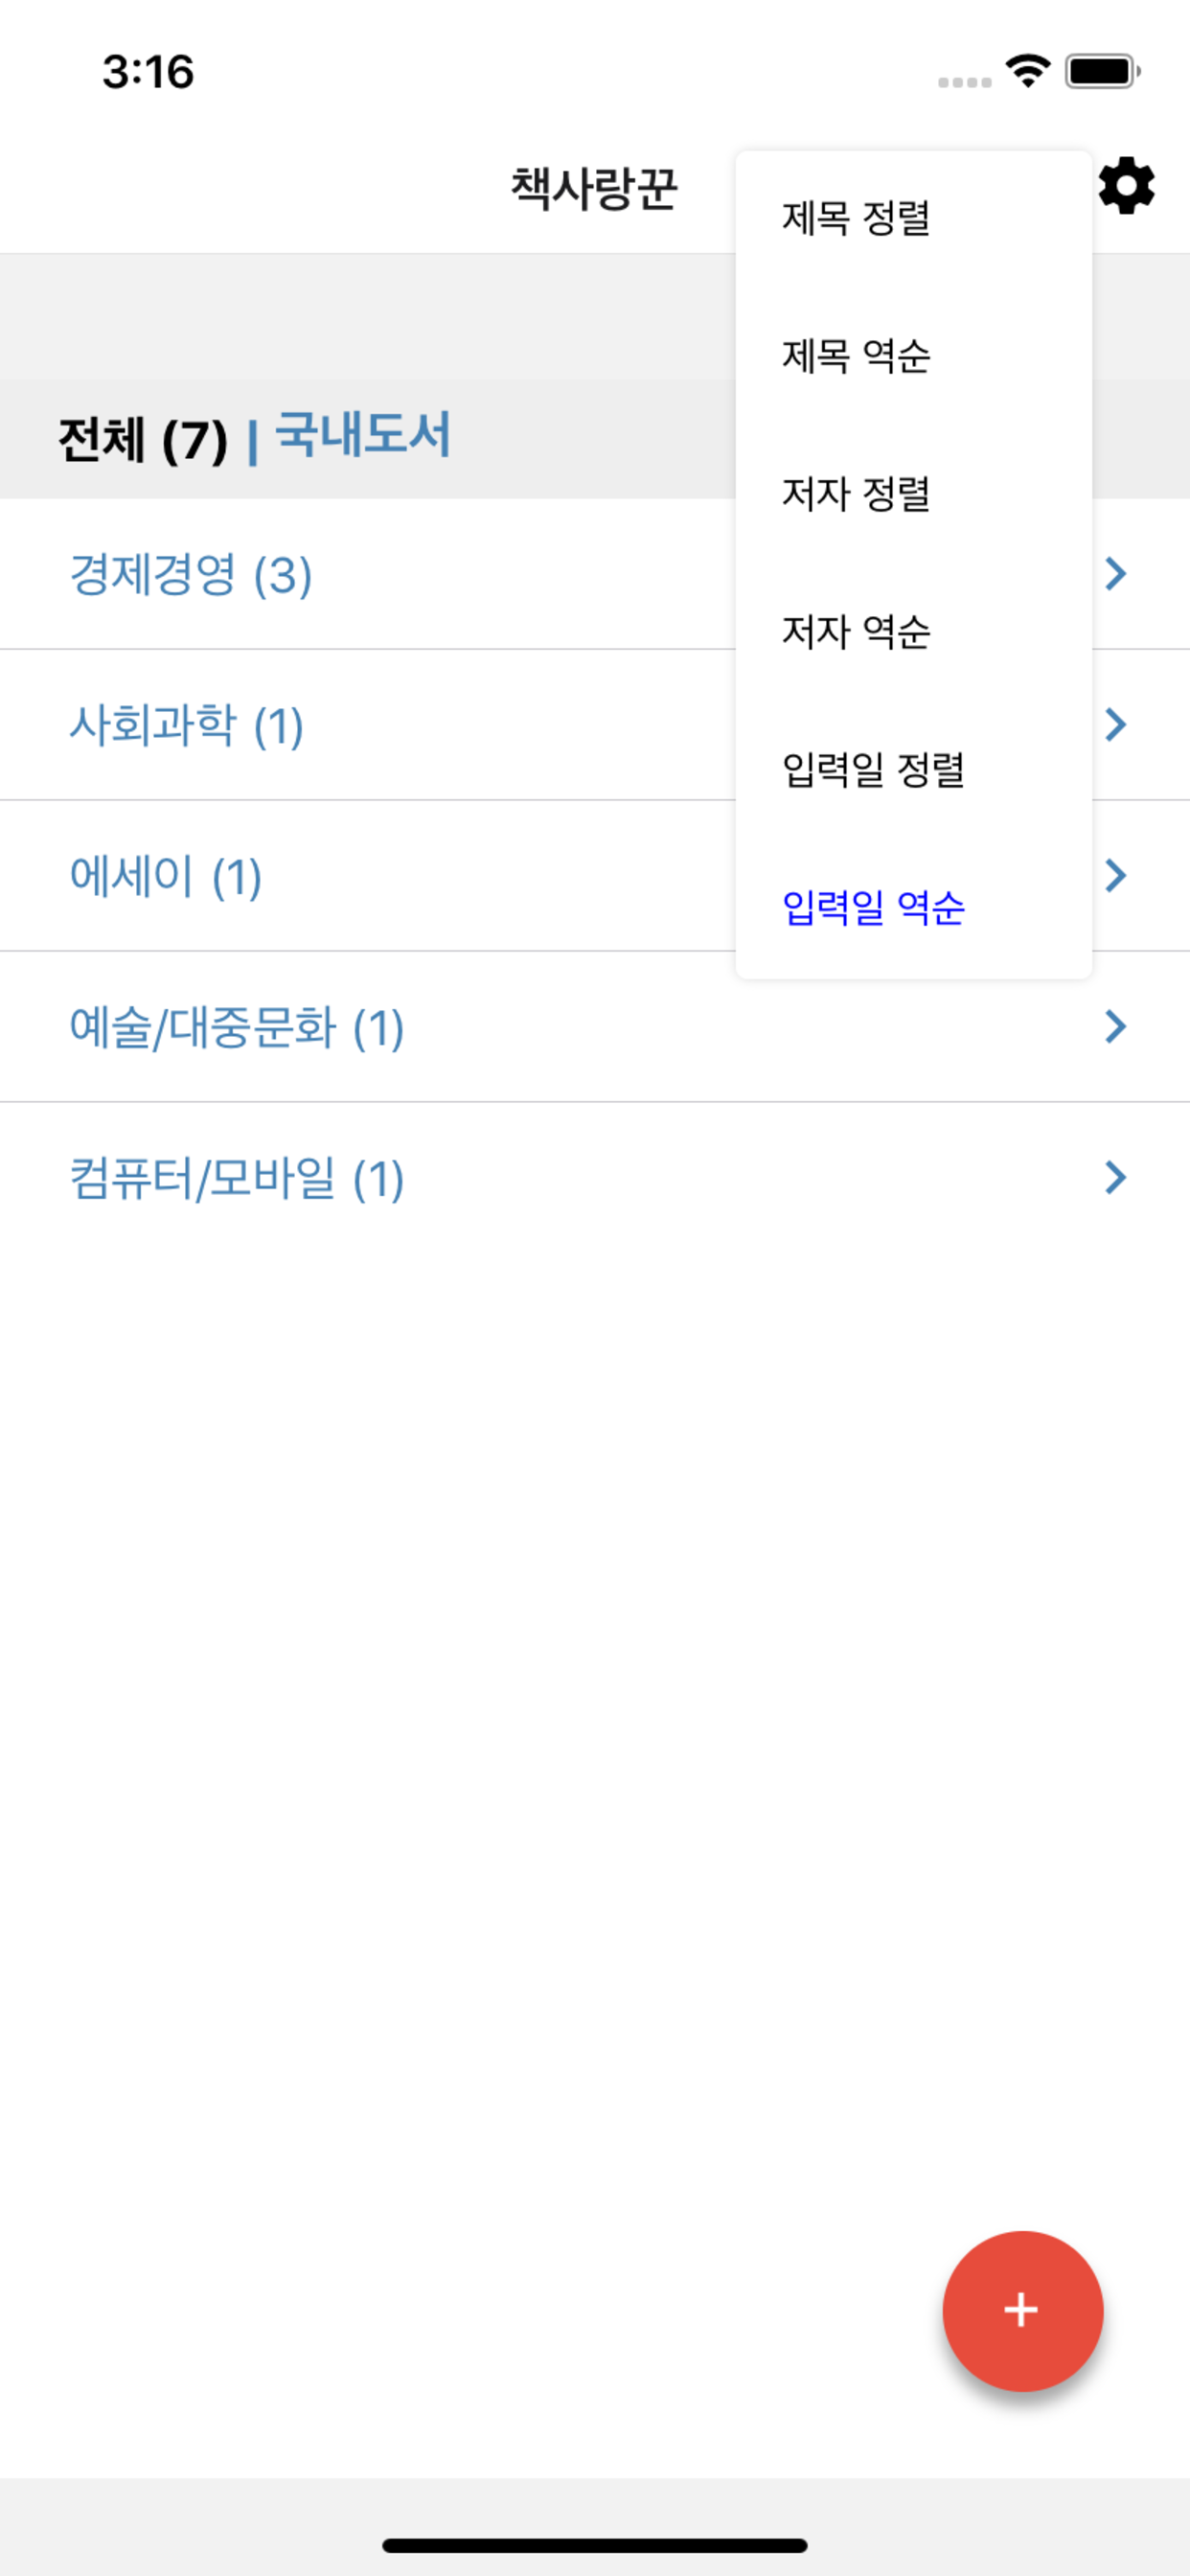 3:16
책사랑꾼
제목 정렬
제목 역순
저자 정렬
저자 역순
입력일 정렬
입력일 역순
전체 (7) | 국내도서
경제경영 (3)
사회과학 (1)
에세이 (1)
예술/대중문화 (1)
컴퓨터/모바일 (1)
+